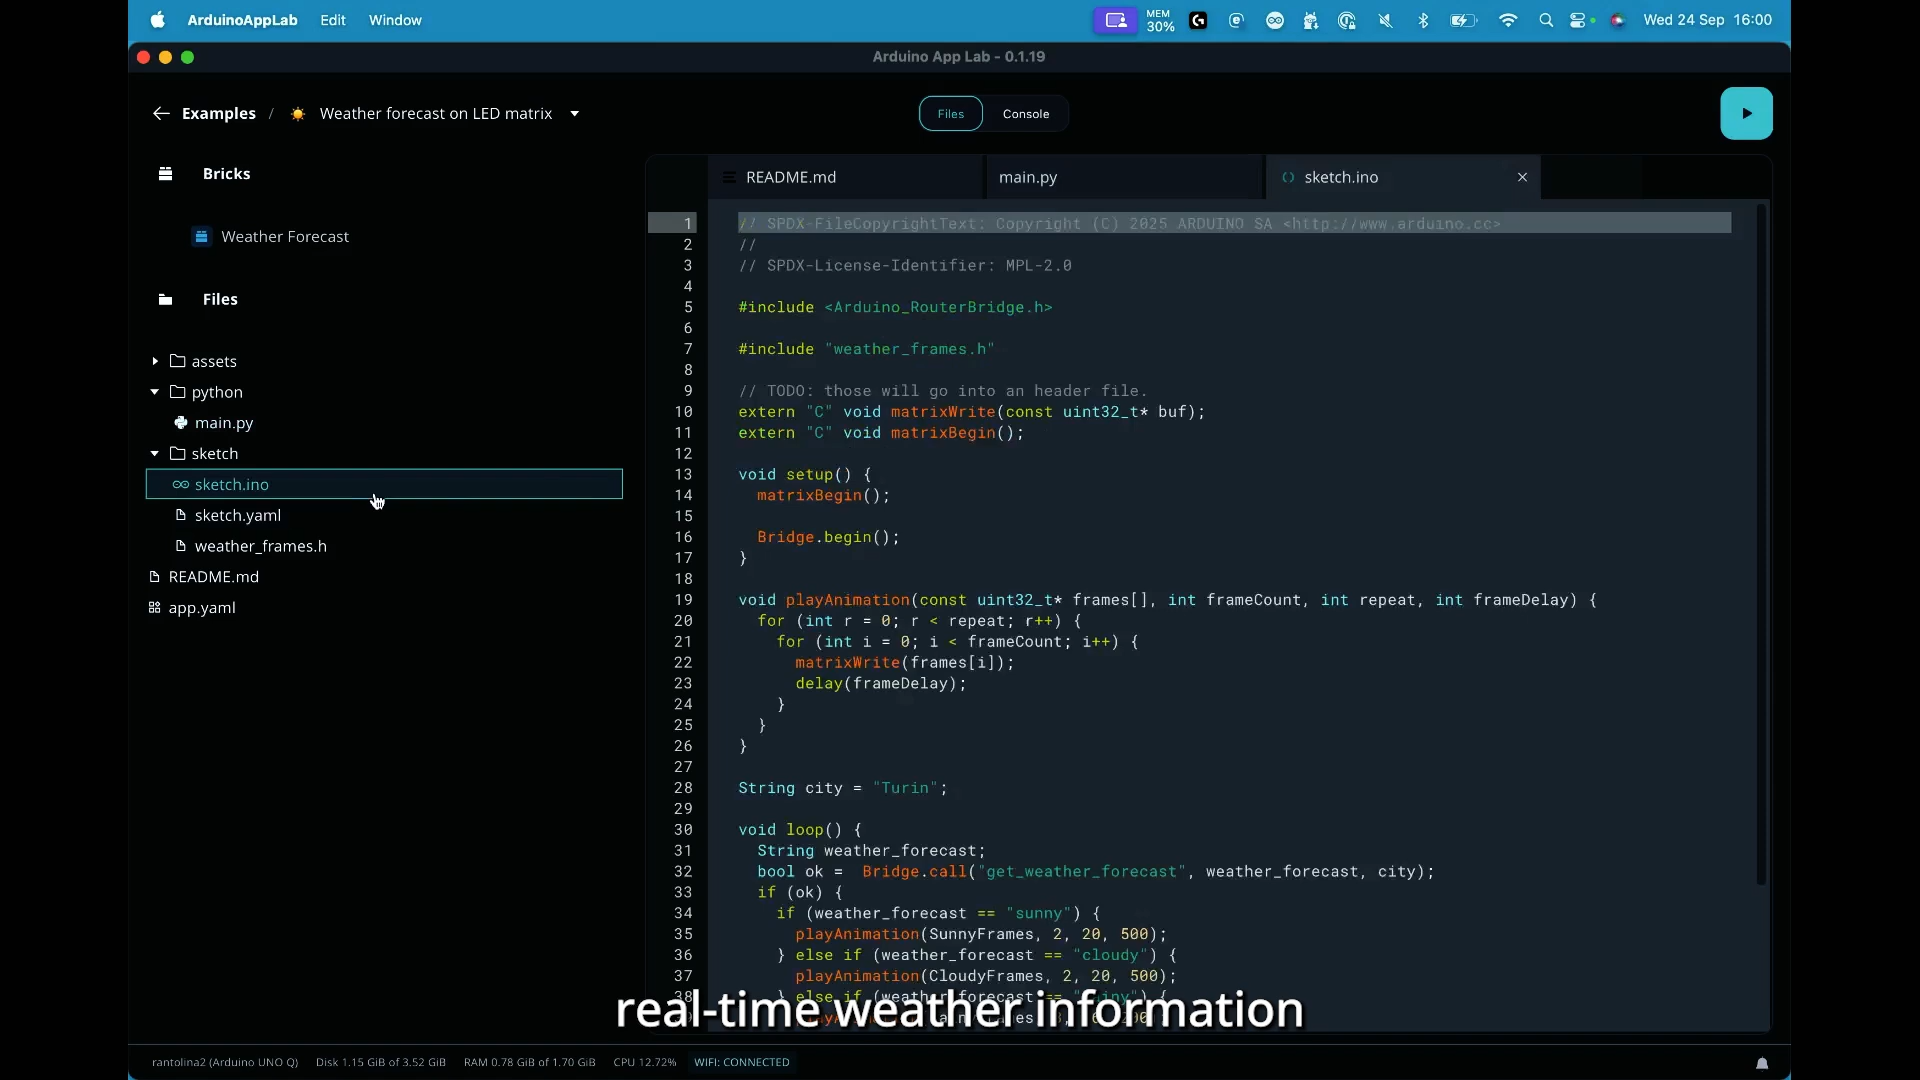 ArduinoAppLab Edit Window MEM 30% Wed 24 Sep 16:00
Arduino App Lab - 0.1.19
Examples / Weather forecast on LED matrix
Files Console
Bricks
Weather Forecast
Files
assets
python
main.py
sketch
sketch.ino
sketch.yaml
weather_frames.h
README.md
app.yaml
README.md main.py sketch.ino
1 // SPDX-FileCopyrightText: Copyright (C) 2025 ARDUINO SA <http://www.arduino.cc>
2 //
3 // SPDX-License-Identifier: MPL-2.0
4
5 #include <Arduino_RouterBridge.h>
6
7 #include "weather_frames.h"
8
9 // TODO: those will go into an header file.
10 extern "C" void matrixWrite(const uint32_t* buf);
11 extern "C" void matrixBegin();
12
13 void setup() {
14 matrixBegin();
15
16 Bridge.begin();
17 }
18
19 void playAnimation(const uint32_t* frames[], int frameCount, int repeat, int frameDelay) {
20 for (int r = 0; r < repeat; r++) {
21 for (int i = 0; i < frameCount; i++) {
22 matrixWrite(frames[i]);
23 delay(frameDelay);
24 }
25 }
26 }
27
28 String city = "Turin";
29
30 void loop() {
31 String weather_forecast;
32 bool ok = Bridge.call("get_weather_forecast", weather_forecast, city);
33 if (ok) {
34 if (weather_forecast == "sunny") {
35 playAnimation(SunnyFrames, 2, 20, 500);
36 } else if (weather_forecast == "cloudy") {
37 playAnimation(CloudyFrames, 2, 20, 500);
38 } else if (weather_forecast == "rainy") {
real-time weather information
rantolina2 (Arduino UNO Q) Disk 1.15 GiB of 3.52 GiB RAM 0.78 GiB of 1.70 GiB CPU 12.72% WIFI: CONNECTED